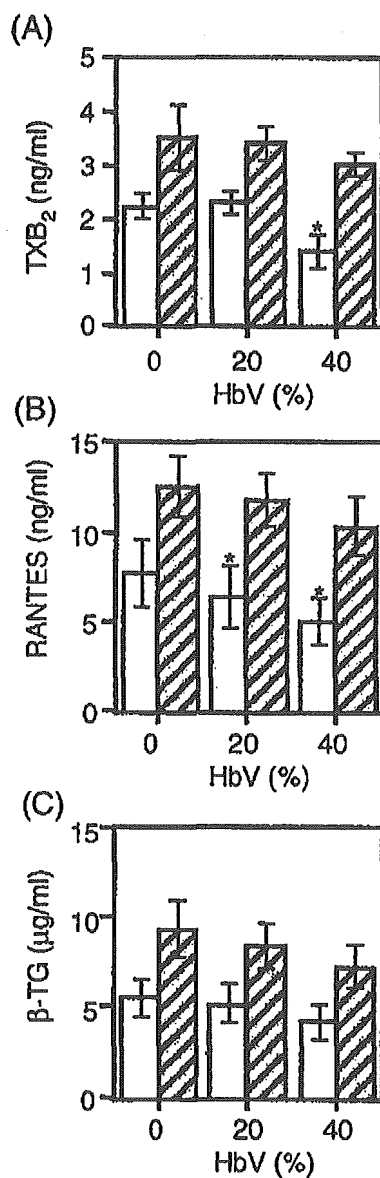 (A)
TXB₂ (ng/ml)
5
4
3
2
1
0
*
0 20 40
HbV (%)
(B)
RANTES (ng/ml)
15
10
5
0
* *
0 20 40
HbV (%)
(C)
β-TG (μg/ml)
15
10
5
0
0 20 40
HbV (%)